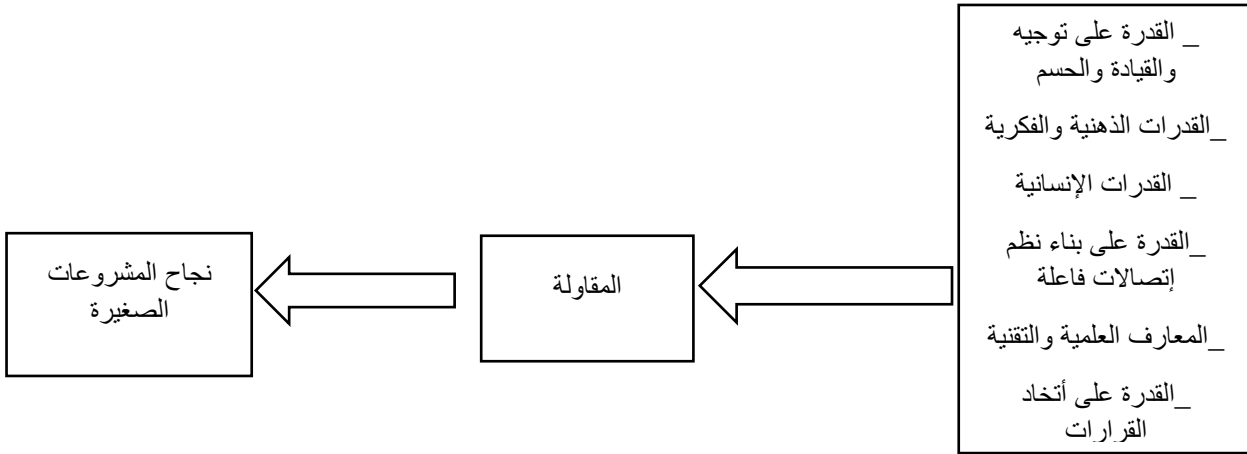 _ القدرة على توجيه
والقيادة والحسم
_القدرات الذهنية والفكرية
_ القدرات الإنسانية
_القدرة على بناء نظم
إتصالات فاعلة
_المعارف العلمية والتقنية
_القدرة على أتخاد
القرارات
المقاولة
نجاح المشروعات
الصغيرة